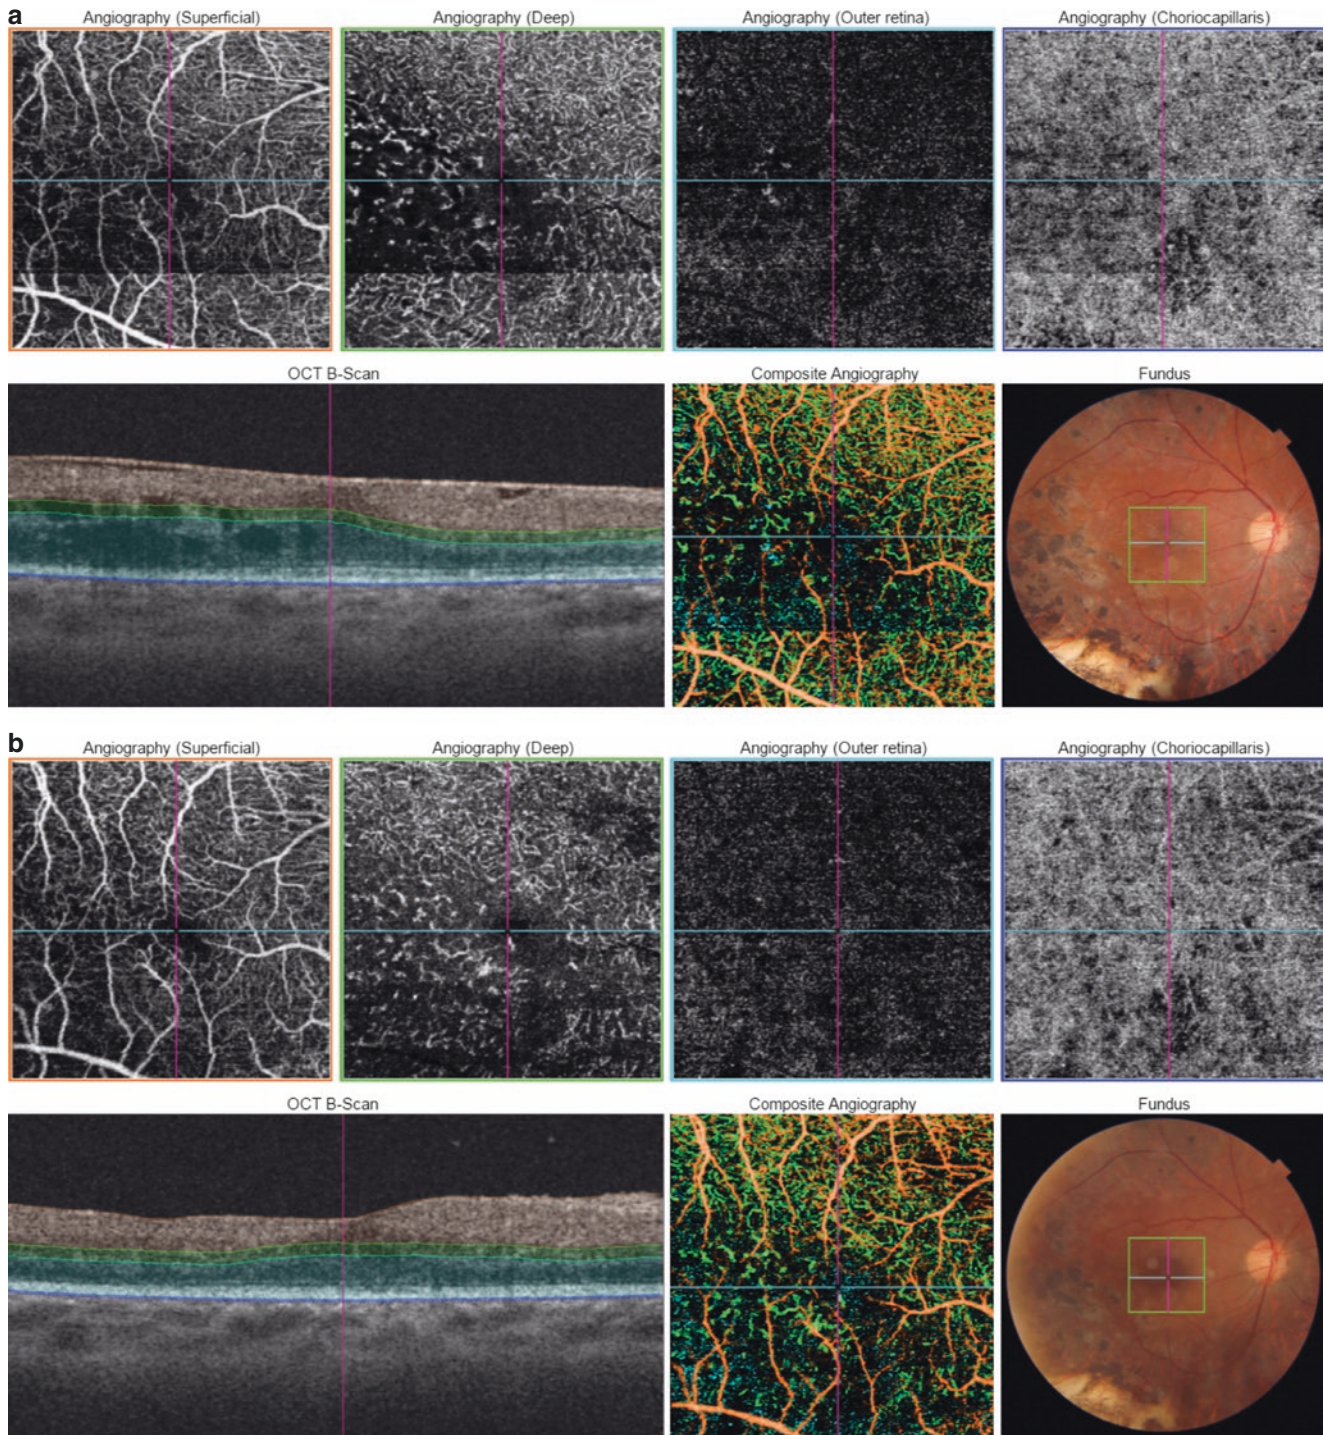 a
Angiography (Superficial) Angiography (Deep) Angiography (Outer retina) Angiography (Choriocapillaris)
OCT B-Scan Composite Angiography Fundus
b
Angiography (Superficial) Angiography (Deep) Angiography (Outer retina) Angiography (Choriocapillaris)
OCT B-Scan Composite Angiography Fundus